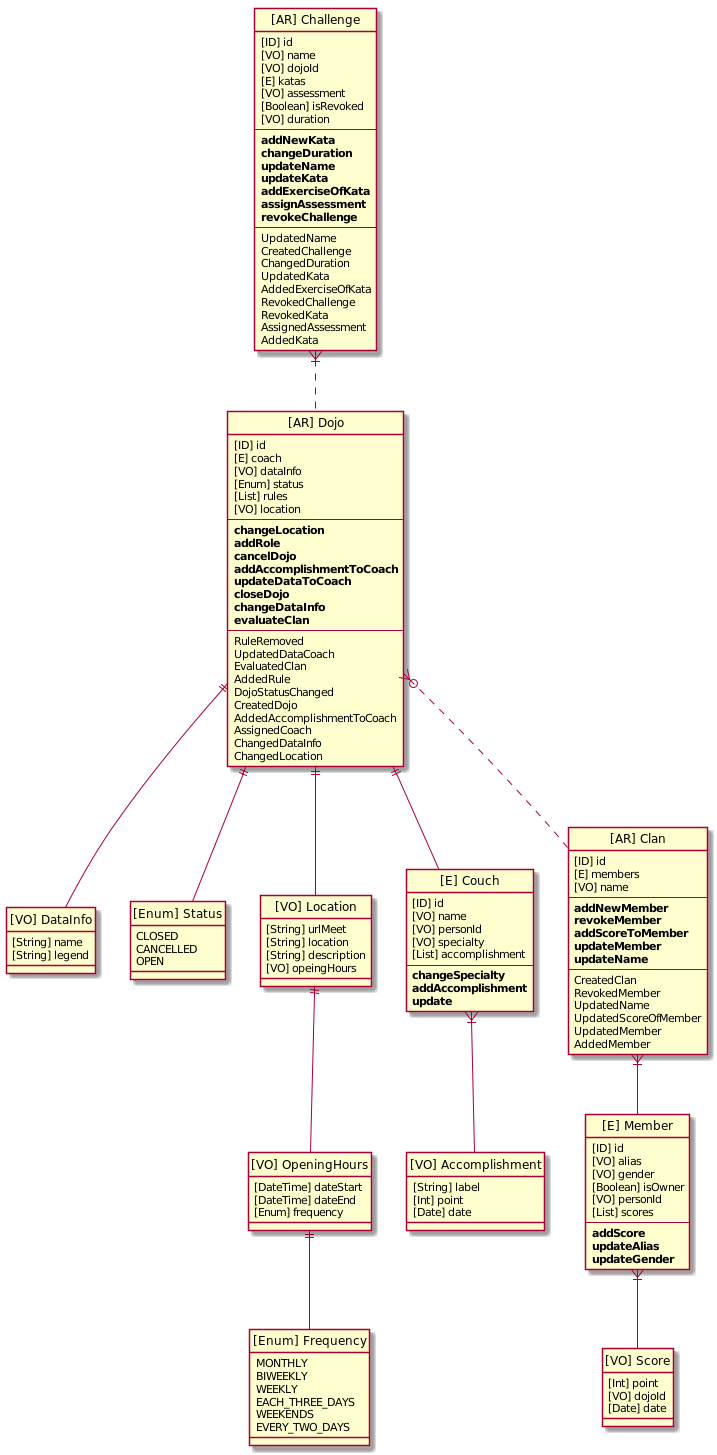 [AR] Challenge
[ID] id
[VO] name
[VO] dojoId
[E] katas
[VO] assessment
[Boolean] isRevoked
[VO] duration
addNewKata
changeDuration
updateName
updateKata
addExerciseOfKata
assignAssessment
revokeChallenge
UpdatedName
CreatedChallenge
ChangedDuration
UpdatedKata
AddedExerciseOfKata
RevokedChallenge
RevokedKata
AssignedAssessment
AddedKata
[AR] Dojo
[ID] id
[E] coach
[VO] dataInfo
[Enum] status
[List] rules
[VO] location
changeLocation
addRole
cancelDojo
addAccomplishmentToCoach
updateDataToCoach
closeDojo
changeDataInfo
evaluateClan
RuleRemoved
UpdatedDataCoach
EvaluatedClan
AddedRule
DojoStatusChanged
CreatedDojo
AddedAccomplishmentToCoach
AssignedCoach
ChangedDataInfo
ChangedLocation
[VO] DataInfo
[String] name
[String] legend
[Enum] Status
CLOSED
CANCELLED
OPEN
[VO] Location
[String] urlMeet
[String] location
[String] description
[VO] opeingHours
[E] Couch
[ID] id
[VO] name
[VO] personId
[VO] specialty
[List] accomplishment
changeSpecialty
addAccomplishment
update
[AR] Clan
[ID] id
[E] members
[VO] name
addNewMember
revokeMember
addScoreToMember
updateMember
updateName
CreatedClan
RevokedMember
UpdatedName
UpdatedScoreOfMember
UpdatedMember
AddedMember
[VO] OpeningHours
[DateTime] dateStart
[DateTime] dateEnd
[Enum] frequency
[VO] Accomplishment
[String] label
[Int] point
[Date] date
[E] Member
[ID] id
[VO] alias
[VO] gender
[Boolean] isOwner
[VO] personId
[List] scores
addScore
updateAlias
updateGender
[Enum] Frequency
MONTHLY
BIWEEKLY
WEEKLY
EACH_THREE_DAYS
WEEKENDS
EVERY_TWO_DAYS
[VO] Score
[Int] point
[VO] dojoId
[Date] date